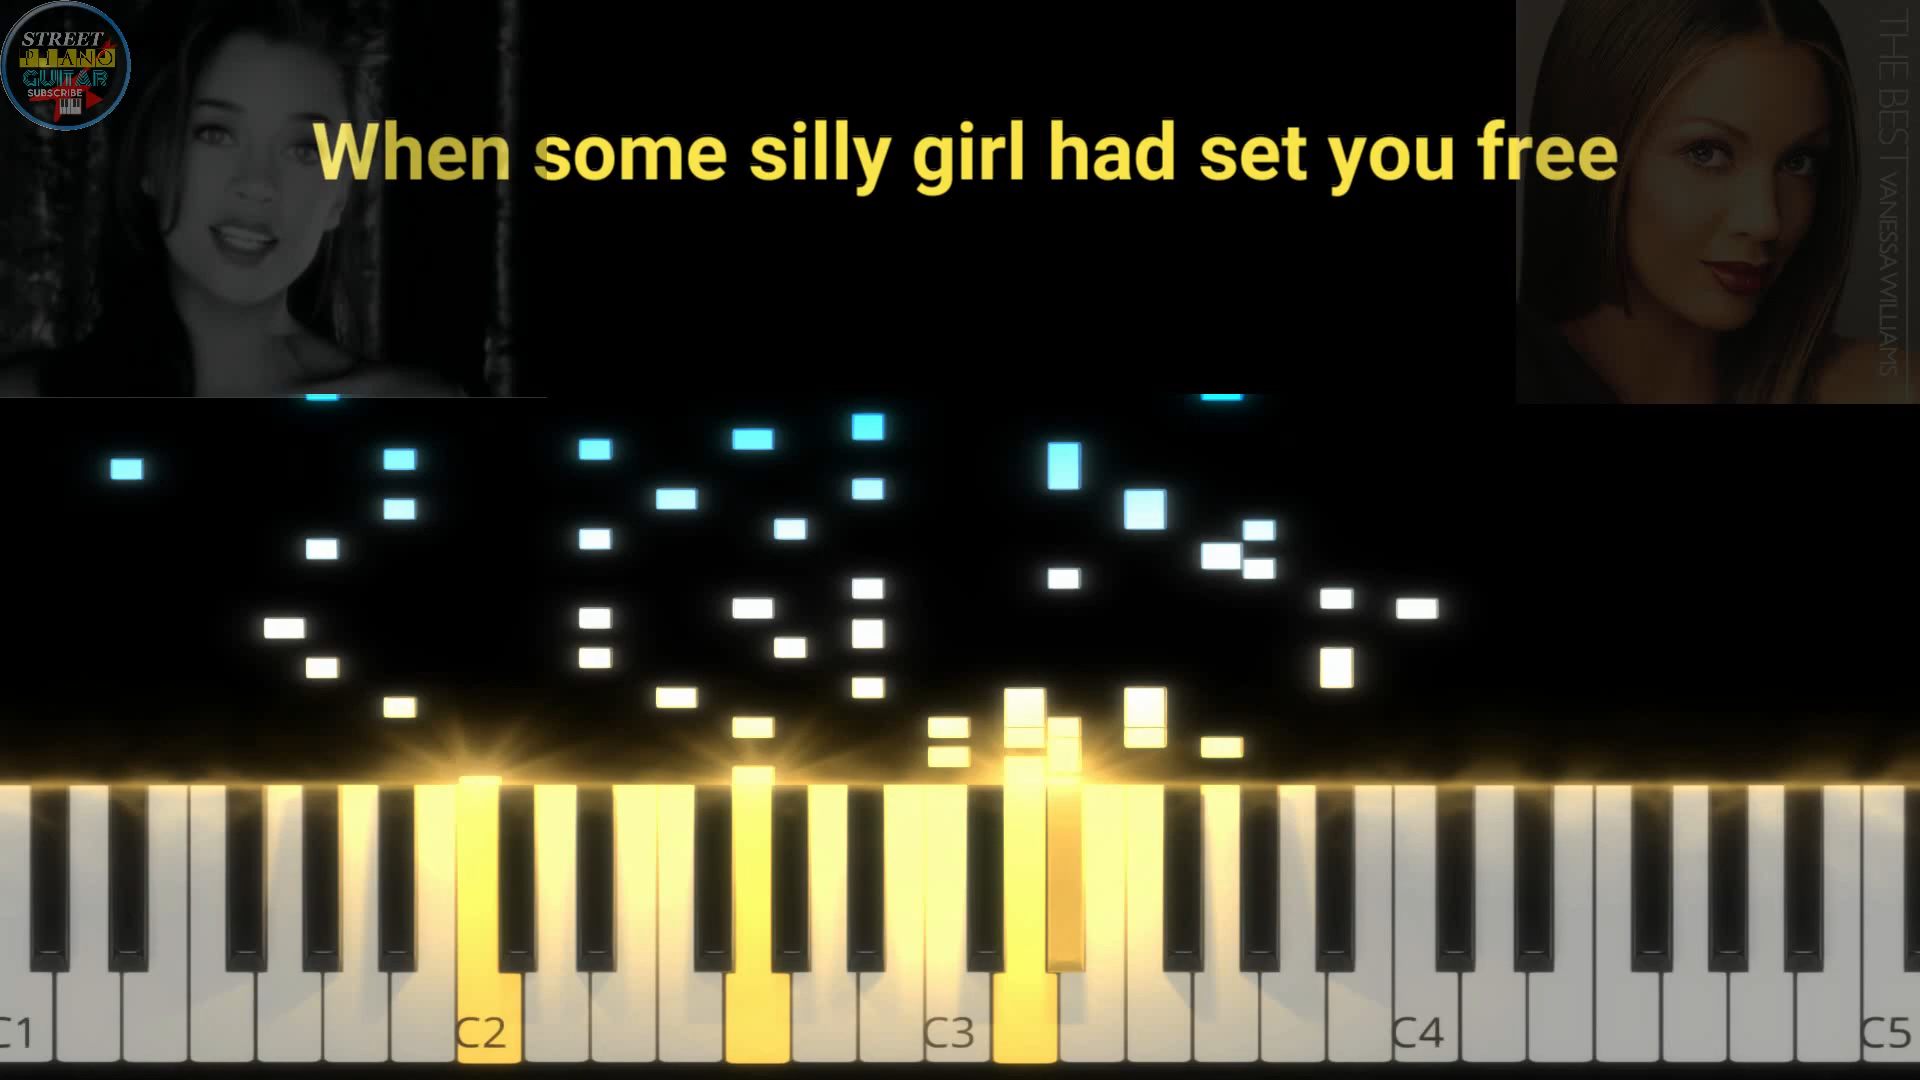 STREET
PIANO
GUITAR
SUBSCRIBE
When some silly girl had set you free
THE BEST VANESSA WILLIAMS
C1
C2
C3
C4
C5